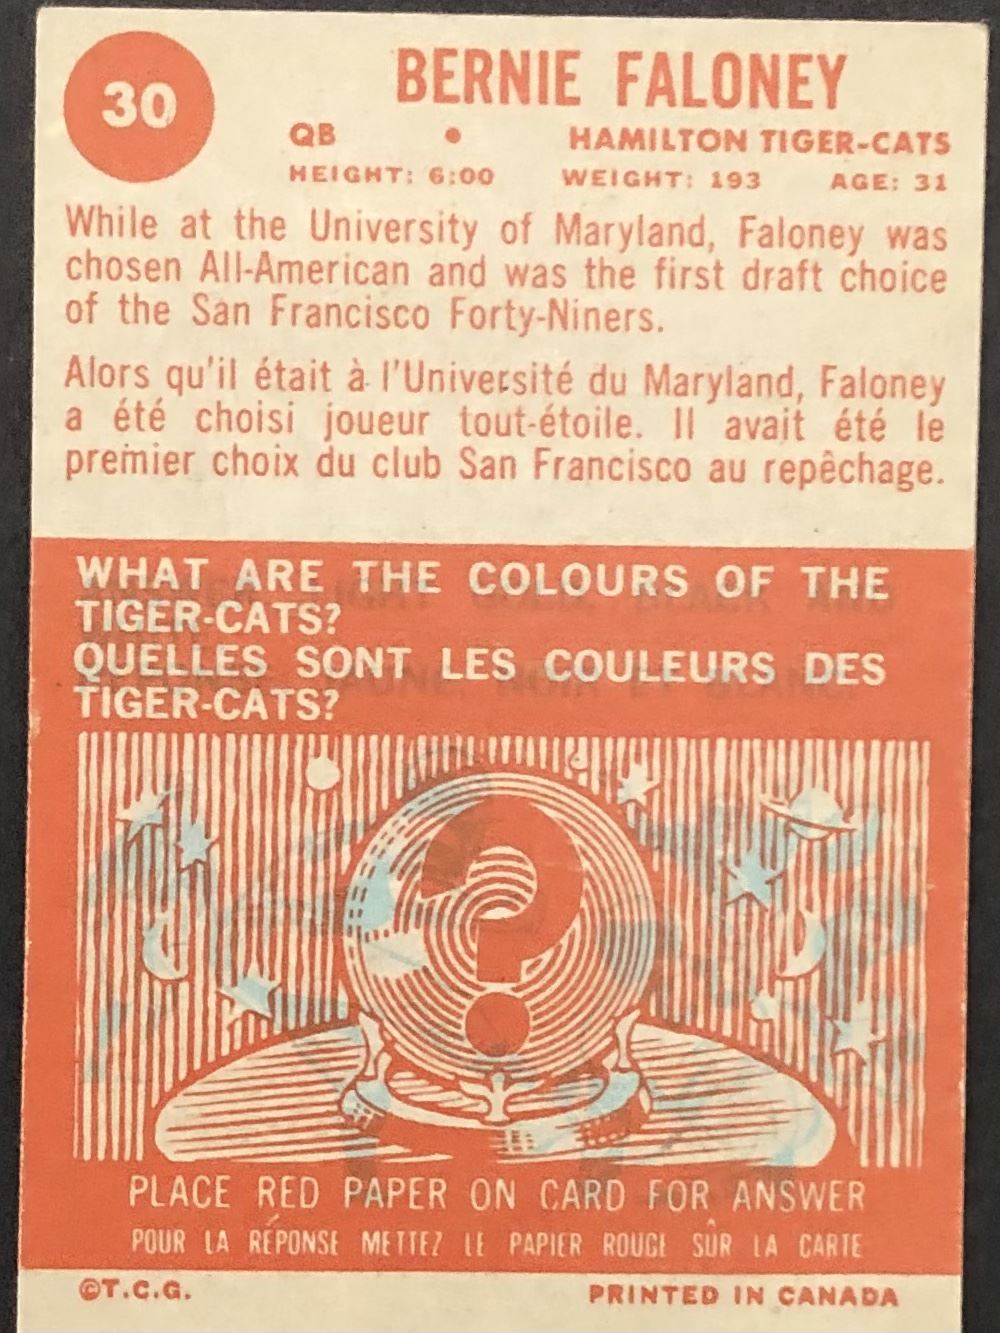 30
BERNIE FALONEY
QB • HAMILTON TIGER-CATS
HEIGHT: 6:00 WEIGHT: 193 AGE: 31
While at the University of Maryland, Faloney was
chosen All-American and was the first draft choice
of the San Francisco Forty-Niners.
Alors qu'il était à l'Université du Maryland, Faloney
a été choisi joueur tout-étoile. Il avait été le
premier choix du club San Francisco au repêchage.
WHAT ARE THE COLOURS OF THE
TIGER-CATS?
QUELLES SONT LES COULEURS DES
TIGER-CATS?
?
PLACE RED PAPER ON CARD FOR ANSWER
POUR LA RÉPONSE METTEZ LE PAPIER ROUGE SÛR LA CARTE
©T.C.G. PRINTED IN CANADA